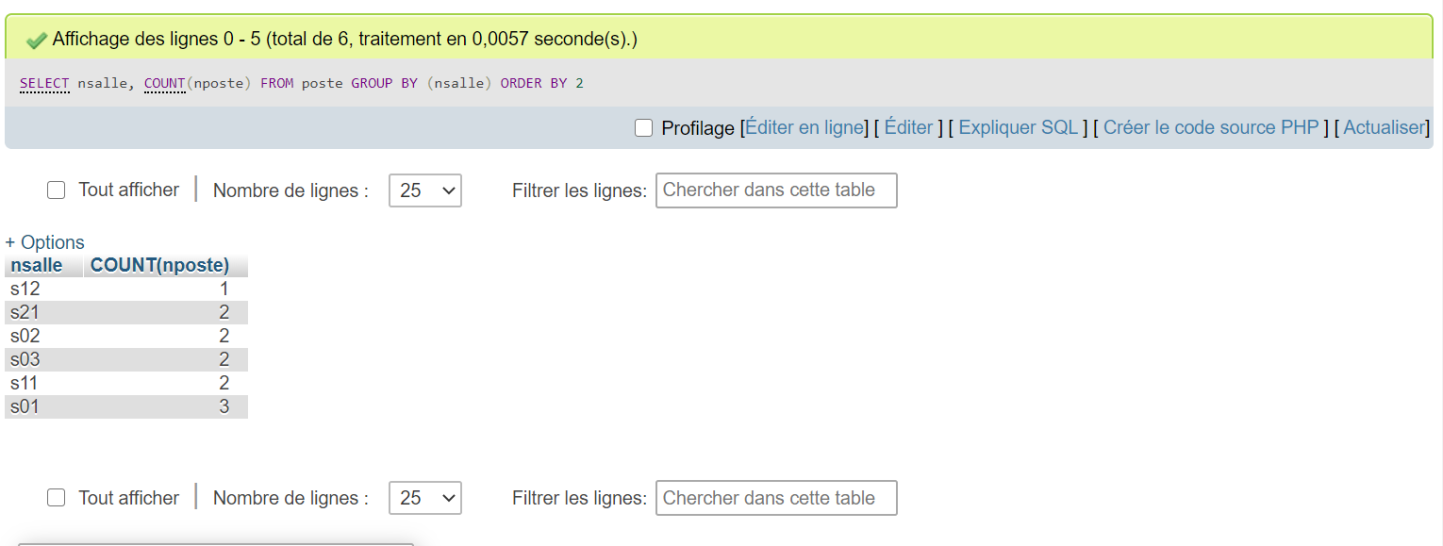 Affichage des lignes 0 - 5 (total de 6, traitement en 0,0057 seconde(s).)
SELECT nsalle, COUNT(nposte) FROM poste GROUP BY (nsalle) ORDER BY 2
Profilage [Éditer en ligne] [ Éditer ] [ Expliquer SQL ] [ Créer le code source PHP ] [ Actualiser]
Tout afficher | Nombre de lignes : 25 Filtrer les lignes: Chercher dans cette table
+ Options
nsalle COUNT(nposte)
s12 1
s21 2
s02 2
s03 2
s11 2
s01 3
Tout afficher | Nombre de lignes : 25 Filtrer les lignes: Chercher dans cette table